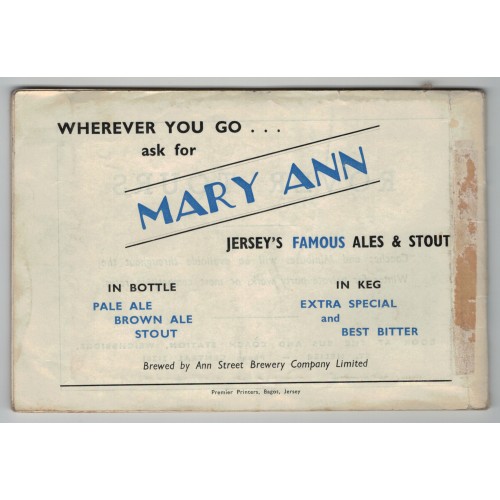 WHEREVER YOU GO . . .
ask for
MARY ANN
JERSEY'S FAMOUS ALES & STOUT
IN BOTTLE
PALE ALE
BROWN ALE
STOUT
IN KEG
EXTRA SPECIAL
and
BEST BITTER
Brewed by Ann Street Brewery Company Limited
Premier Printers, Bagot, Jersey